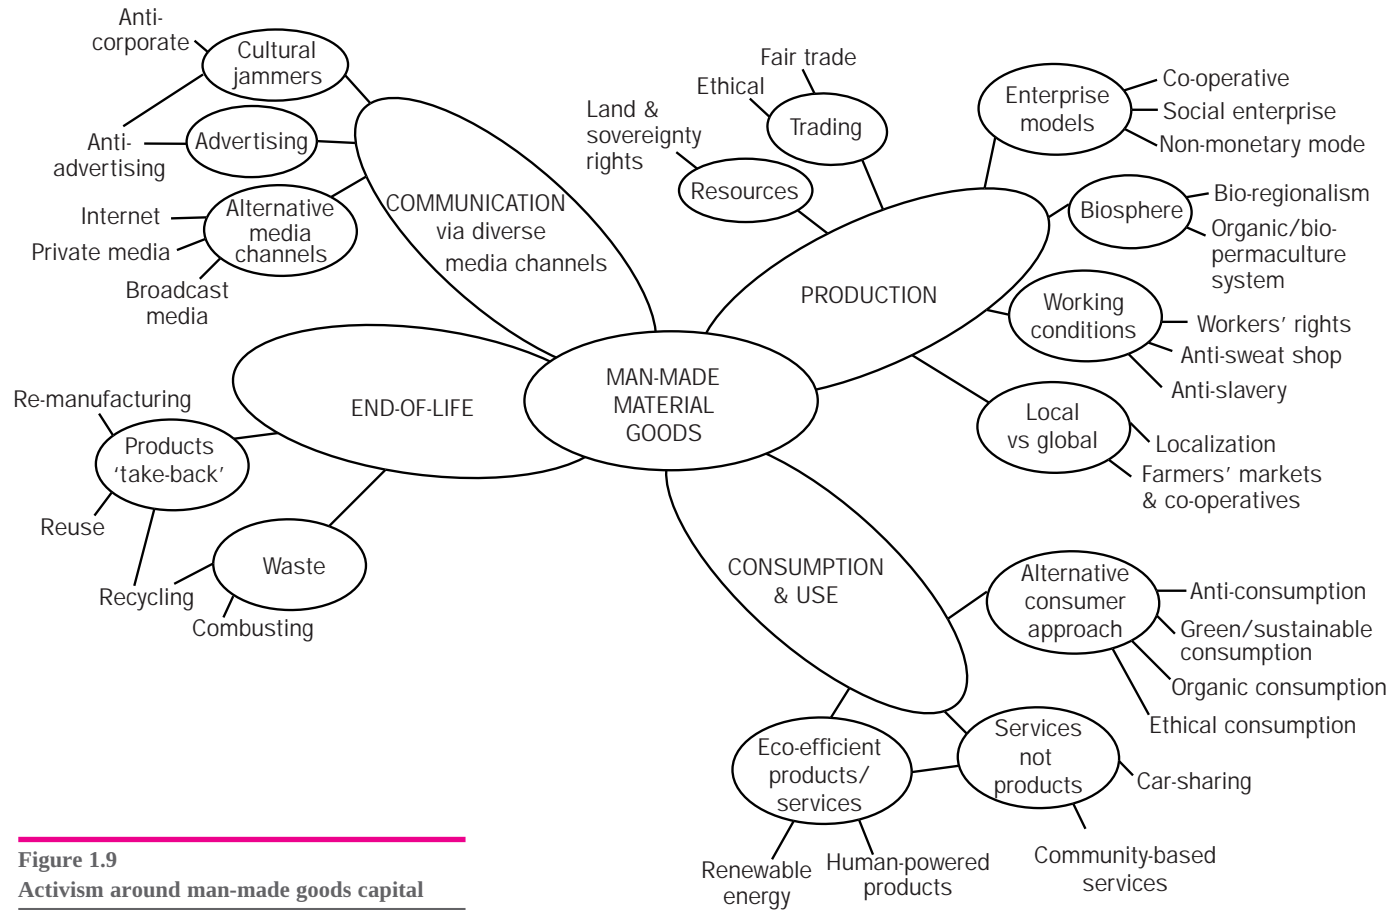 Anti-
corporate
Cultural
jammers
Anti-
advertising
Advertising
Internet
Private media
Broadcast
media
Alternative
media
channels
COMMUNICATION
via diverse
media channels
Land &
sovereignty
rights
Resources
Ethical
Fair trade
Trading
PRODUCTION
Enterprise
models
Co-operative
Social enterprise
Non-monetary mode
Biosphere
Bio-regionalism
Organic/bio-
permaculture
system
Working
conditions
Workers’ rights
Anti-sweat shop
Anti-slavery
Local
vs global
Localization
Farmers’ markets
& co-operatives
MAN-MADE
MATERIAL
GOODS
END-OF-LIFE
Re-manufacturing
Products
‘take-back’
Reuse
Recycling
Waste
Combusting
CONSUMPTION
& USE
Alternative
consumer
approach
Anti-consumption
Green/sustainable
consumption
Organic consumption
Ethical consumption
Eco-efficient
products/
services
Renewable
energy
Human-powered
products
Services
not
products
Car-sharing
Community-based
services
Figure 1.9
Activism around man-made goods capital